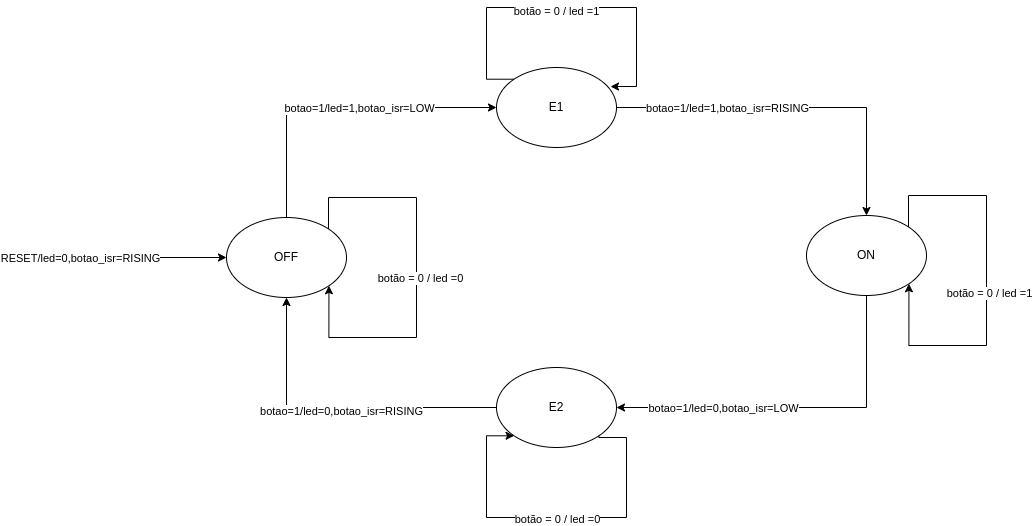 botão = 0 / led =1
E1
botao=1/led=1,botao_isr=LOW
botao=1/led=1,botao_isr=RISING
RESET/led=0,botao_isr=RISING
OFF
botão = 0 / led =0
ON
botão = 0 / led =1
botao=1/led=0,botao_isr=RISING
E2
botao=1/led=0,botao_isr=LOW
botão = 0 / led =0